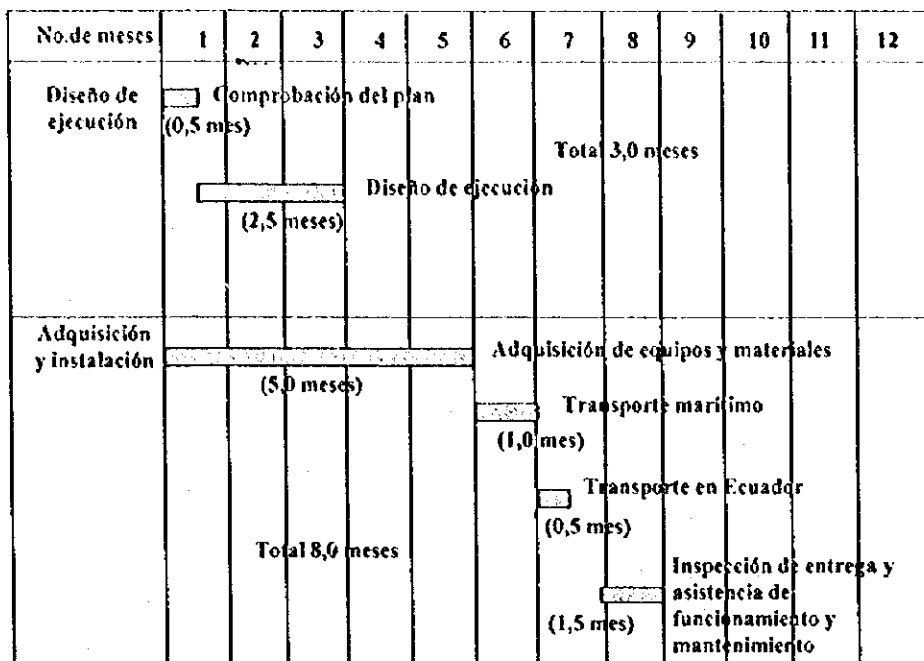 No.de meses 1 2 3 4 5 6 7 8 9 10 11 12
Diseño de
ejecución
Comprobación del plan
(0,5 mes)
Total 3,0 meses
Diseño de ejecución
(2,5 meses)
Adquisición
y instalación
Adquisición de equipos y materiales
(5,0 meses)
Transporte marítimo
(1,0 mes)
Transporte en Ecuador
(0,5 mes)
Total 8,0 meses
Inspección de entrega y
asistencia de
funcionamiento y
mantenimiento
(1,5 mes)